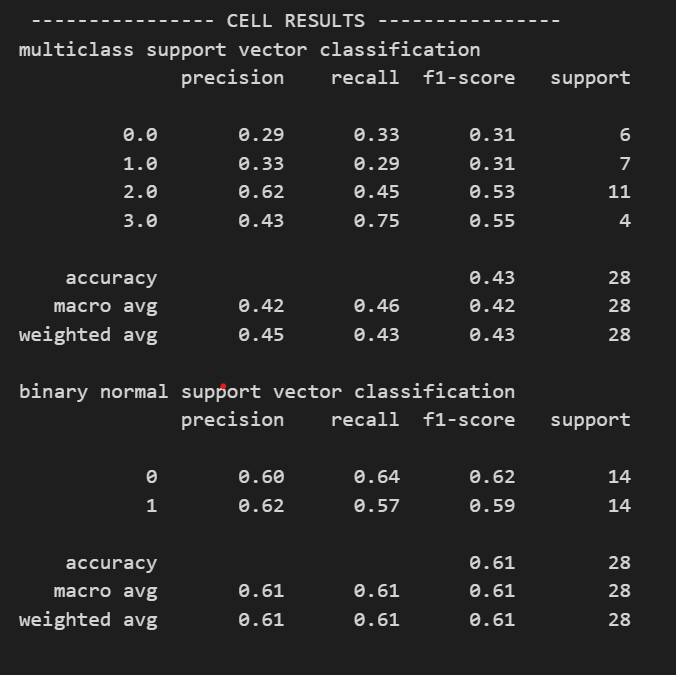 ---------------- CELL RESULTS ----------------
multiclass support vector classification
precision recall f1-score support
0.0 0.29 0.33 0.31 6
1.0 0.33 0.29 0.31 7
2.0 0.62 0.45 0.53 11
3.0 0.43 0.75 0.55 4
accuracy 0.43 28
macro avg 0.42 0.46 0.42 28
weighted avg 0.45 0.43 0.43 28
binary normal support vector classification
precision recall f1-score support
0 0.60 0.64 0.62 14
1 0.62 0.57 0.59 14
accuracy 0.61 28
macro avg 0.61 0.61 0.61 28
weighted avg 0.61 0.61 0.61 28